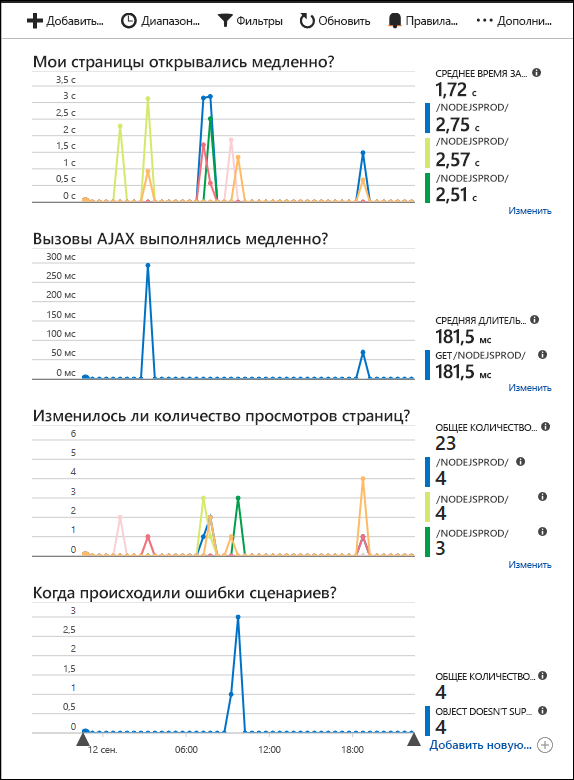 Добавить... Диапазон... Фильтры Обновить Правила... Дополни...
Мои страницы открывались медленно?
3,5 с
3 с
2,5 с
2 с
1,5 с
1 с
0,5 с
0 с
СРЕДНЕЕ ВРЕМЯ ЗА...
1,72 с
/NODEJSPROD/
2,75 с
/NODEJSPROD/
2,57 с
/NODEJSPROD/
2,51 с
Изменить
Вызовы AJAX выполнялись медленно?
300 мс
250 мс
200 мс
150 мс
100 мс
50 мс
0 мс
СРЕДНЯЯ ДЛИТЕЛЬ...
181,5 мс
GET/NODEJSPROD/
181,5 мс
Изменить
Изменилось ли количество просмотров страниц?
6
5
4
3
2
1
0
ОБЩЕЕ КОЛИЧЕСТВО...
23
/NODEJSPROD/
4
/NODEJSPROD/
4
/NODEJSPROD/
3
Изменить
Когда происходили ошибки сценариев?
3
2,5
2
1,5
1
0,5
0
12 сен. 06:00 12:00 18:00
ОБЩЕЕ КОЛИЧЕСТВО...
4
OBJECT DOESN'T SUP...
4
Добавить новую...